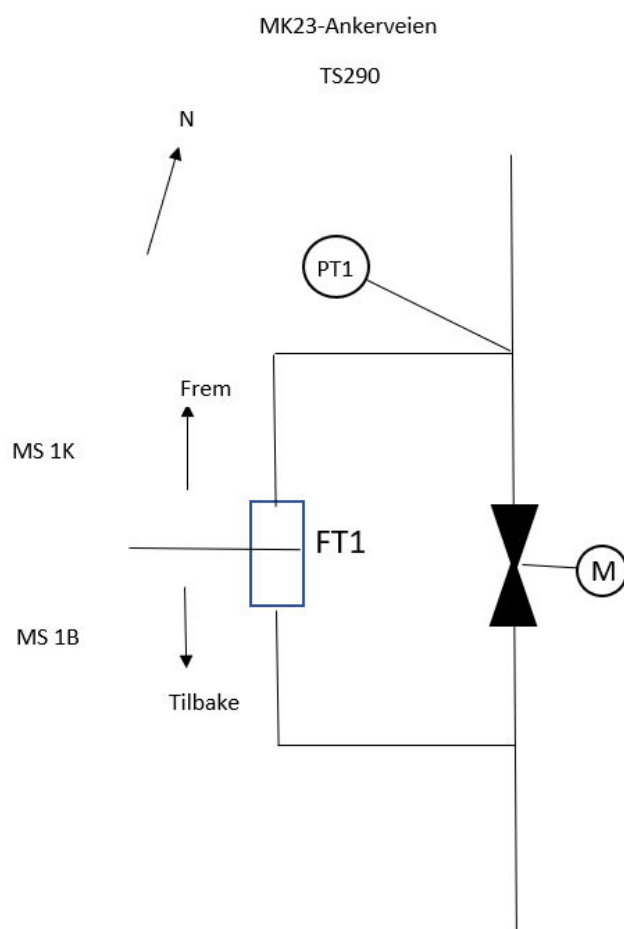 MK23-Ankerveien
TS290
N
PT1
Frem
MS 1K
FT1
M
MS 1B
Tilbake